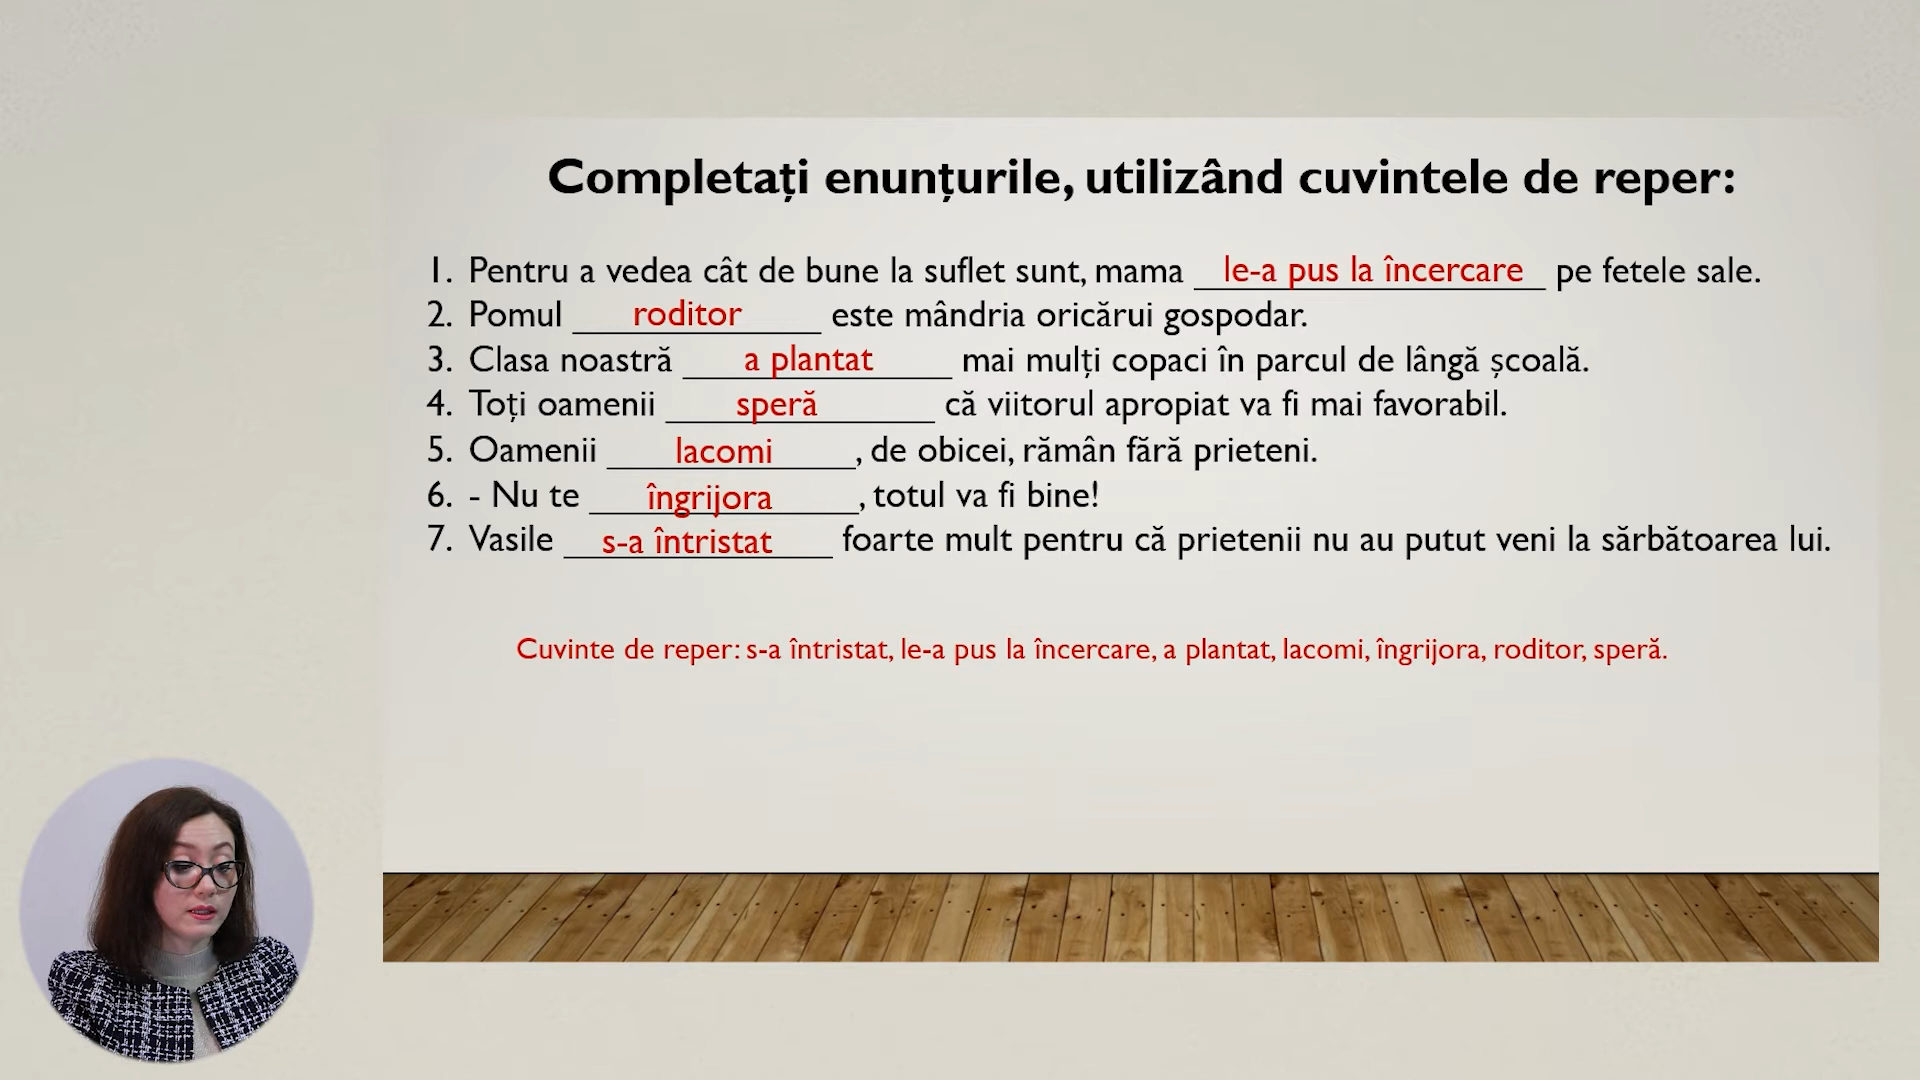 Completați enunțurile, utilizând cuvintele de reper:
1. Pentru a vedea cât de bune la suflet sunt, mama le-a pus la încercare pe fetele sale.
2. Pomul roditor este mândria oricărui gospodar.
3. Clasa noastră a plantat mai mulți copaci în parcul de lângă școală.
4. Toți oamenii speră că viitorul apropiat va fi mai favorabil.
5. Oamenii lacomi, de obicei, rămân fără prieteni.
6. - Nu te îngrijora, totul va fi bine!
7. Vasile s-a întristat foarte mult pentru că prietenii nu au putut veni la sărbătoarea lui.
Cuvinte de reper: s-a întristat, le-a pus la încercare, a plantat, lacomi, îngrijora, roditor, speră.